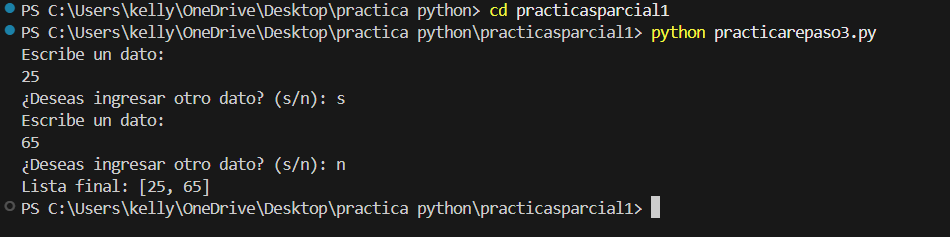 PS C:\Users\kelly\OneDrive\Desktop\practica python> cd practicasparcial1
PS C:\Users\kelly\OneDrive\Desktop\practica python\practicasparcial1> python practicarepaso3.py
Escribe un dato:
25
¿Deseas ingresar otro dato? (s/n): s
Escribe un dato:
65
¿Deseas ingresar otro dato? (s/n): n
Lista final: [25, 65]
PS C:\Users\kelly\OneDrive\Desktop\practica python\practicasparcial1>